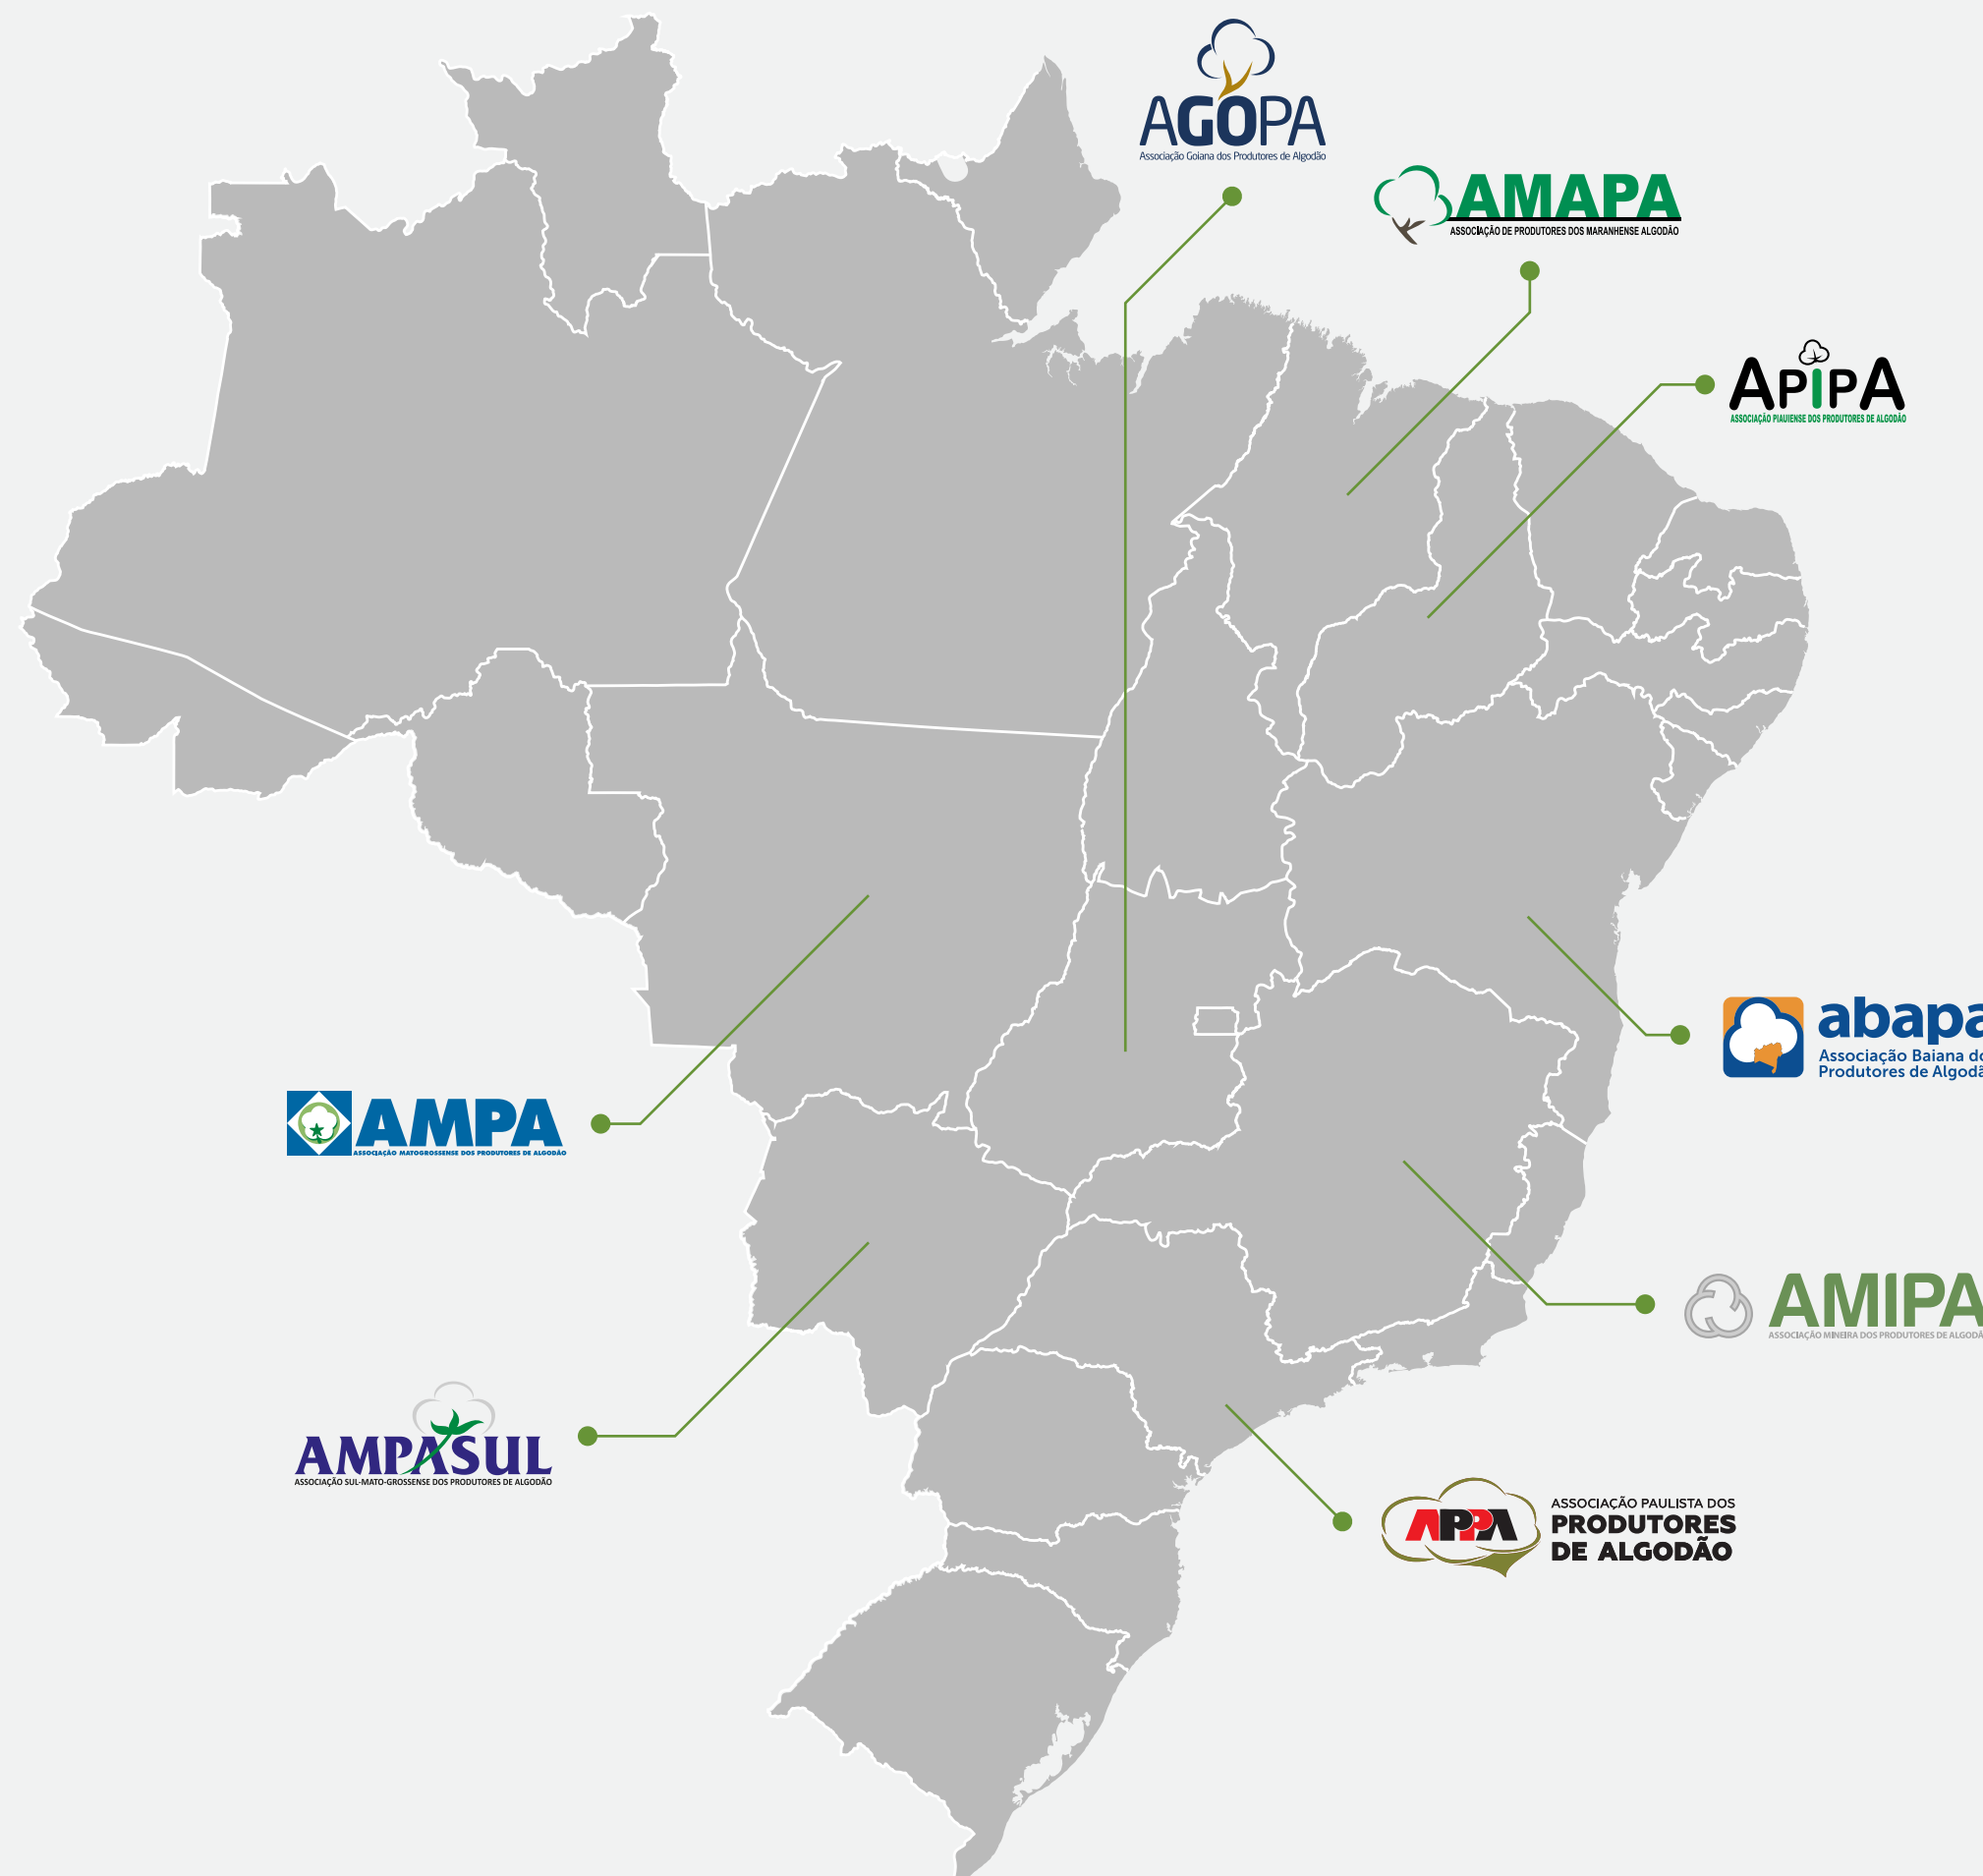 AGOPA
Associação Goiana dos Produtores de Algodão
AMAPA
ASSOCIAÇÃO DE PRODUTORES DOS MARANHENSE ALGODÃO
APIPA
ASSOCIAÇÃO PIAUIENSE DOS PRODUTORES DE ALGODÃO
abapa
Associação Baiana do
Produtores de Algodã
AMPA
ASSOCIAÇÃO MATOGROSSENSE DOS PRODUTORES DE ALGODÃO
AMIPA
ASSOCIAÇÃO MINEIRA DOS PRODUTORES DE ALGODÃ
AMPASUL
ASSOCIAÇÃO SUL-MATO-GROSSENSE DOS PRODUTORES DE ALGODÃO
APPA
ASSOCIAÇÃO PAULISTA DOS
PRODUTORES
DE ALGODÃO